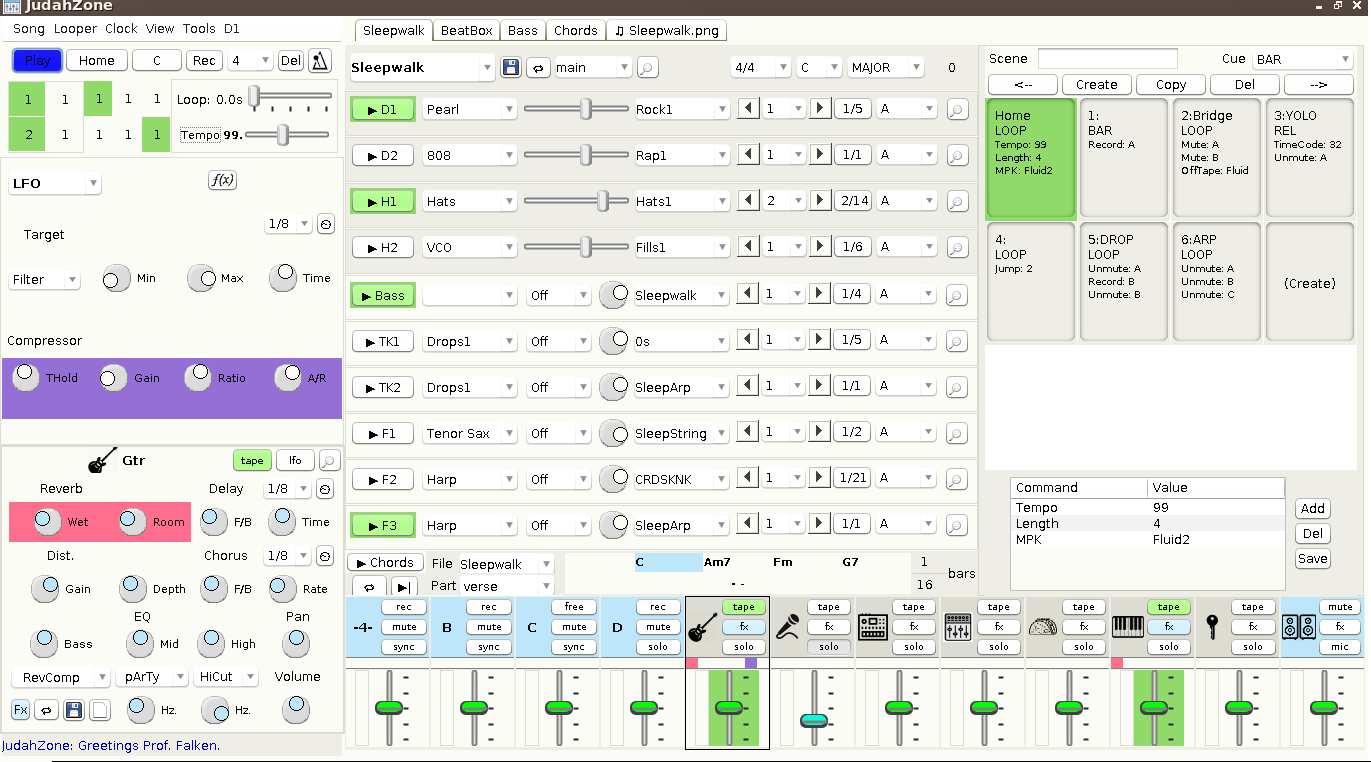 JudahZone
Song Looper Clock View Tools D1
Play Home C Rec 4 Del
1 1 1 1 1
2 1 1 1 1
Loop: 0.0s
Tempo 99.
LFO f(x)
1/8
Target
Filter Min Max Time
Compressor
THold Gain Ratio A/R
Gtr tape lfo
Reverb Delay 1/8
Wet Room F/B Time
Dist. Chorus 1/8
Gain Depth F/B Rate
EQ Pan
Bass Mid High
RevComp pArTy HiCut Volume
Fx Hz. Hz.
JudahZone: Greetings Prof. Falken.
Sleepwalk BeatBox Bass Chords ♫ Sleepwalk.png
Sleepwalk main 4/4 C MAJOR 0
▶ D1 Pearl Rock1 1 1/5 A
▶ D2 808 Rap1 1 1/1 A
▶ H1 Hats Hats1 2 2/14 A
▶ H2 VCO Fills1 1 1/6 A
▶ Bass Off Sleepwalk 1 1/4 A
▶ TK1 Drops1 Off 0s 1 1/5 A
▶ TK2 Drops1 Off SleepArp 1 1/1 A
▶ F1 Tenor Sax Off SleepString 1 1/2 A
▶ F2 Harp Off CRDSKNK 1 1/21 A
▶ F3 Harp Off SleepArp 1 1/1 A
▶ Chords File Sleepwalk C Am7 Fm G7 1
Part verse - - 16 bars
Scene Cue BAR
<-- Create Copy Del -->
Home
LOOP
Tempo: 99
Length: 4
MPK: Fluid2
1:
BAR
Record: A
2:Bridge
LOOP
Mute: A
Mute: B
OffTape: Fluid
3:YOLO
REL
TimeCode: 32
Unmute: A
4:
LOOP
Jump: 2
5:DROP
LOOP
Unmute: A
Record: B
Unmute: B
6:ARP
LOOP
Unmute: A
Unmute: B
Unmute: C
(Create)
Command Value
Tempo 99
Length 4
MPK Fluid2
Add
Del
Save
-4- rec mute sync
B rec mute sync
C free mute sync
D rec mute solo
tape fx solo
tape fx solo
tape fx solo
tape fx solo
tape fx solo
tape fx solo
tape fx solo
mute fx mic